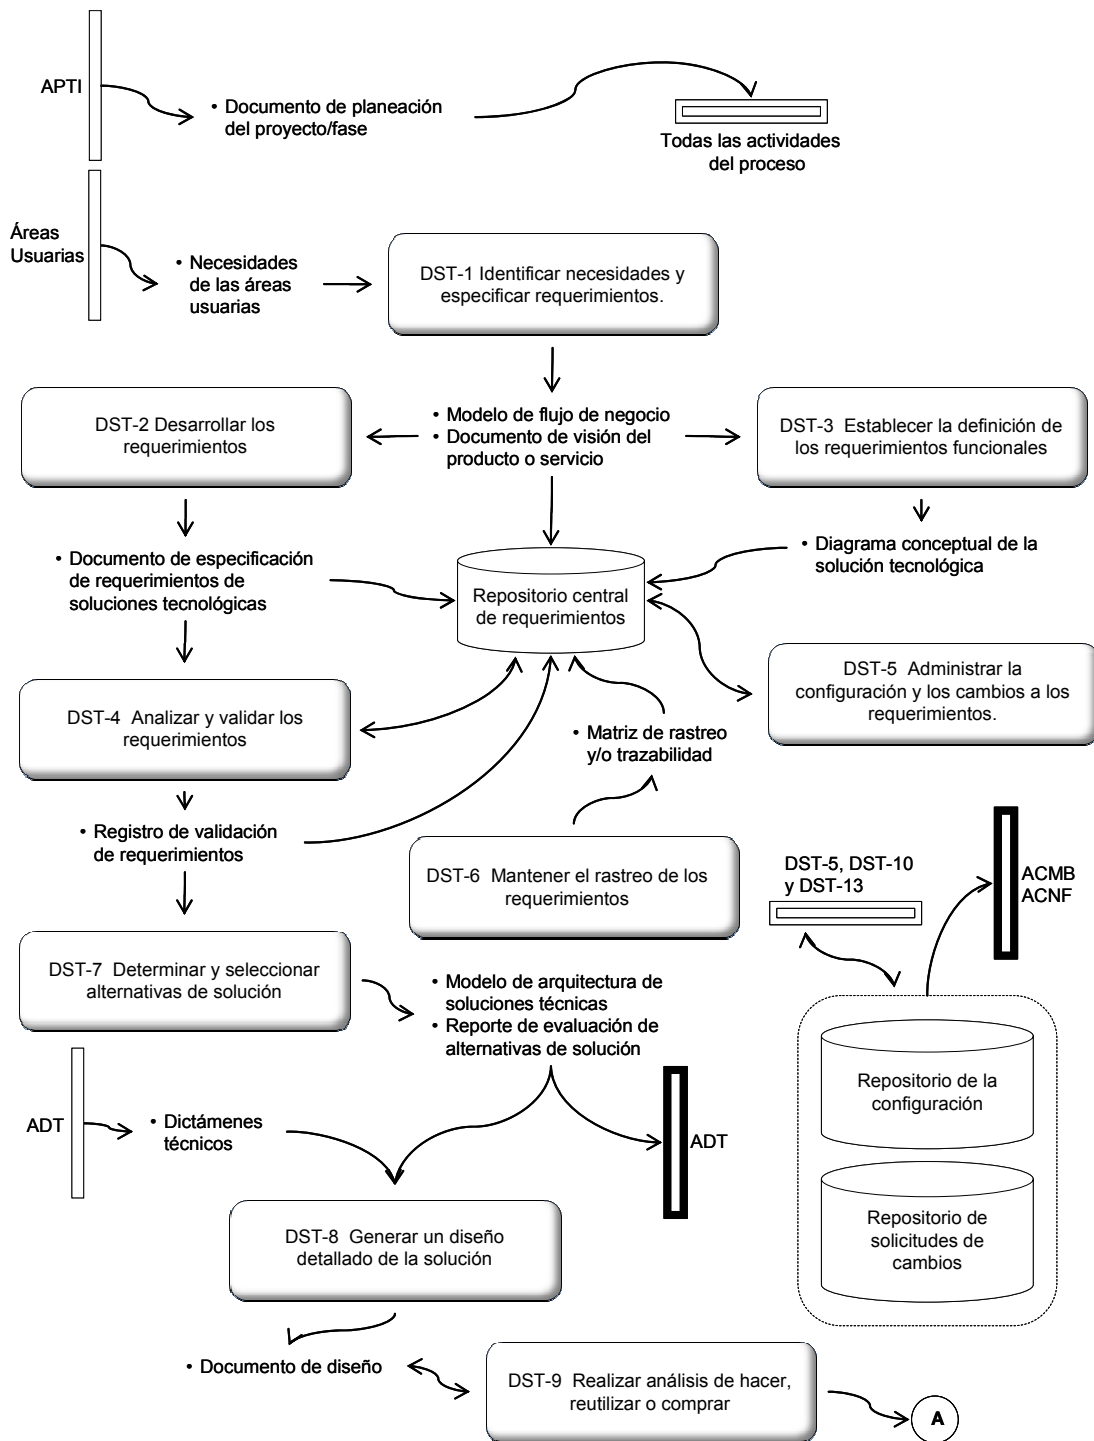 APTI
• Documento de planeación
del proyecto/fase
Todas las actividades
del proceso
Áreas
Usuarias
• Necesidades
de las áreas
usuarias
DST-1 Identificar necesidades y
especificar requerimientos.
DST-2 Desarrollar los
requerimientos
• Modelo de flujo de negocio
• Documento de visión del
producto o servicio
DST-3 Establecer la definición de
los requerimientos funcionales
• Documento de especificación
de requerimientos de
soluciones tecnológicas
Repositorio central
de requerimientos
• Diagrama conceptual de la
solución tecnológica
DST-4 Analizar y validar los
requerimientos
DST-5 Administrar la
configuración y los cambios a los
requerimientos.
• Matriz de rastreo
y/o trazabilidad
• Registro de validación
de requerimientos
DST-6 Mantener el rastreo de los
requerimientos
DST-5, DST-10
y DST-13
ACMB
ACNF
DST-7 Determinar y seleccionar
alternativas de solución
• Modelo de arquitectura de
soluciones técnicas
• Reporte de evaluación de
alternativas de solución
Repositorio de la
configuración
ADT
• Dictámenes
técnicos
ADT
Repositorio de
solicitudes de
cambios
DST-8 Generar un diseño
detallado de la solución
• Documento de diseño
DST-9 Realizar análisis de hacer,
reutilizar o comprar
A